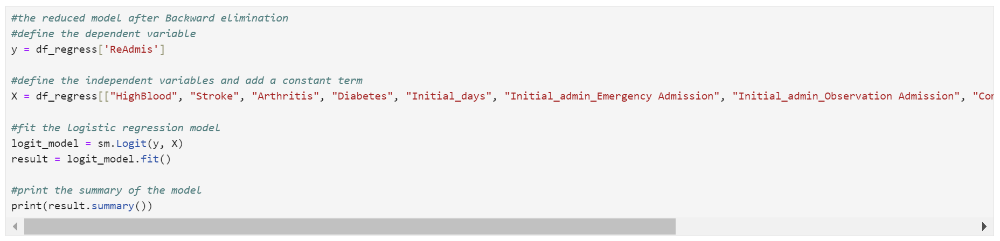 #the reduced model after Backward elimination
#define the dependent variable
y = df_regress['ReAdmis']
#define the independent variables and add a constant term
X = df_regress[["HighBlood", "Stroke", "Arthritis", "Diabetes", "Initial_days", "Initial_admin_Emergency Admission", "Initial_admin_Observation Admission", "Cor
#fit the logistic regression model
logit_model = sm.Logit(y, X)
result = logit_model.fit()
#print the summary of the model
print(result.summary())